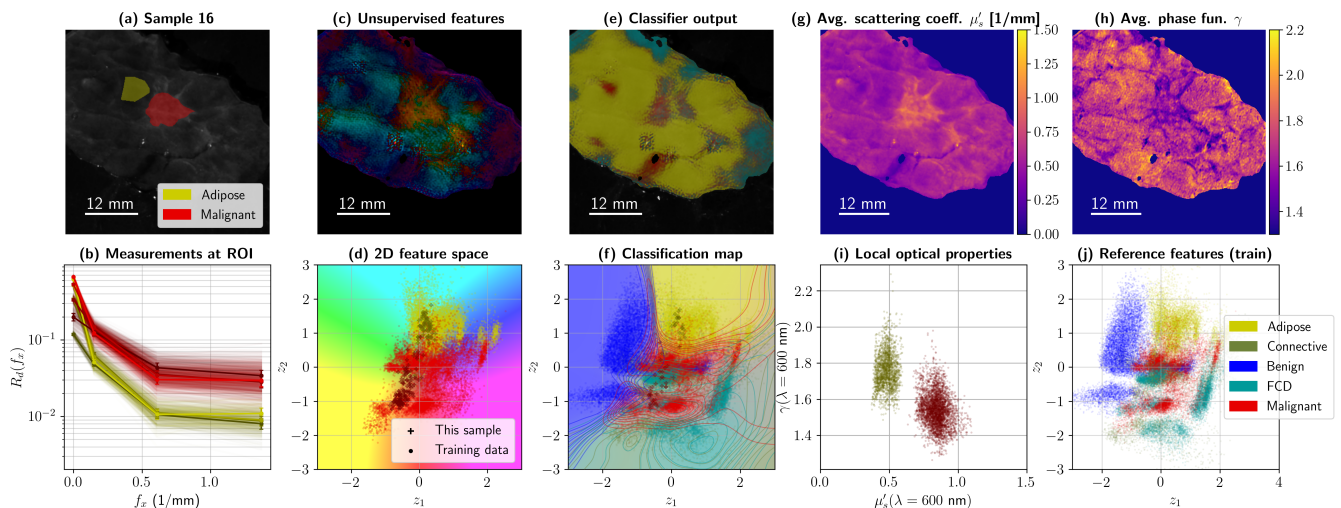 (a) Sample 16
(c) Unsupervised features
(e) Classifier output
(g) Avg. scattering coeff. μ′ₛ [1/mm]
(h) Avg. phase fun. γ
Adipose
Malignant
12 mm
12 mm
12 mm
12 mm
12 mm
1.50
1.25
1.00
0.75
0.50
0.25
0.00
2.2
2.0
1.8
1.6
1.4
(b) Measurements at ROI
(d) 2D feature space
(f) Classification map
(i) Local optical properties
(j) Reference features (train)
R_d(f_x)
10⁻¹
10⁻²
0.0
0.5
1.0
f_x (1/mm)
z₂
3
2
1
0
−1
−2
−3
−2
0
2
z₁
This sample
Training data
z₂
3
2
1
0
−1
−2
−3
−2
0
2
z₁
γ(λ = 600 nm)
2.2
2.0
1.8
1.6
1.4
0.0
0.5
1.0
1.5
μ′ₛ(λ = 600 nm)
z₂
3
2
1
0
−1
−2
−3
−2
0
2
4
z₁
Adipose
Connective
Benign
FCD
Malignant